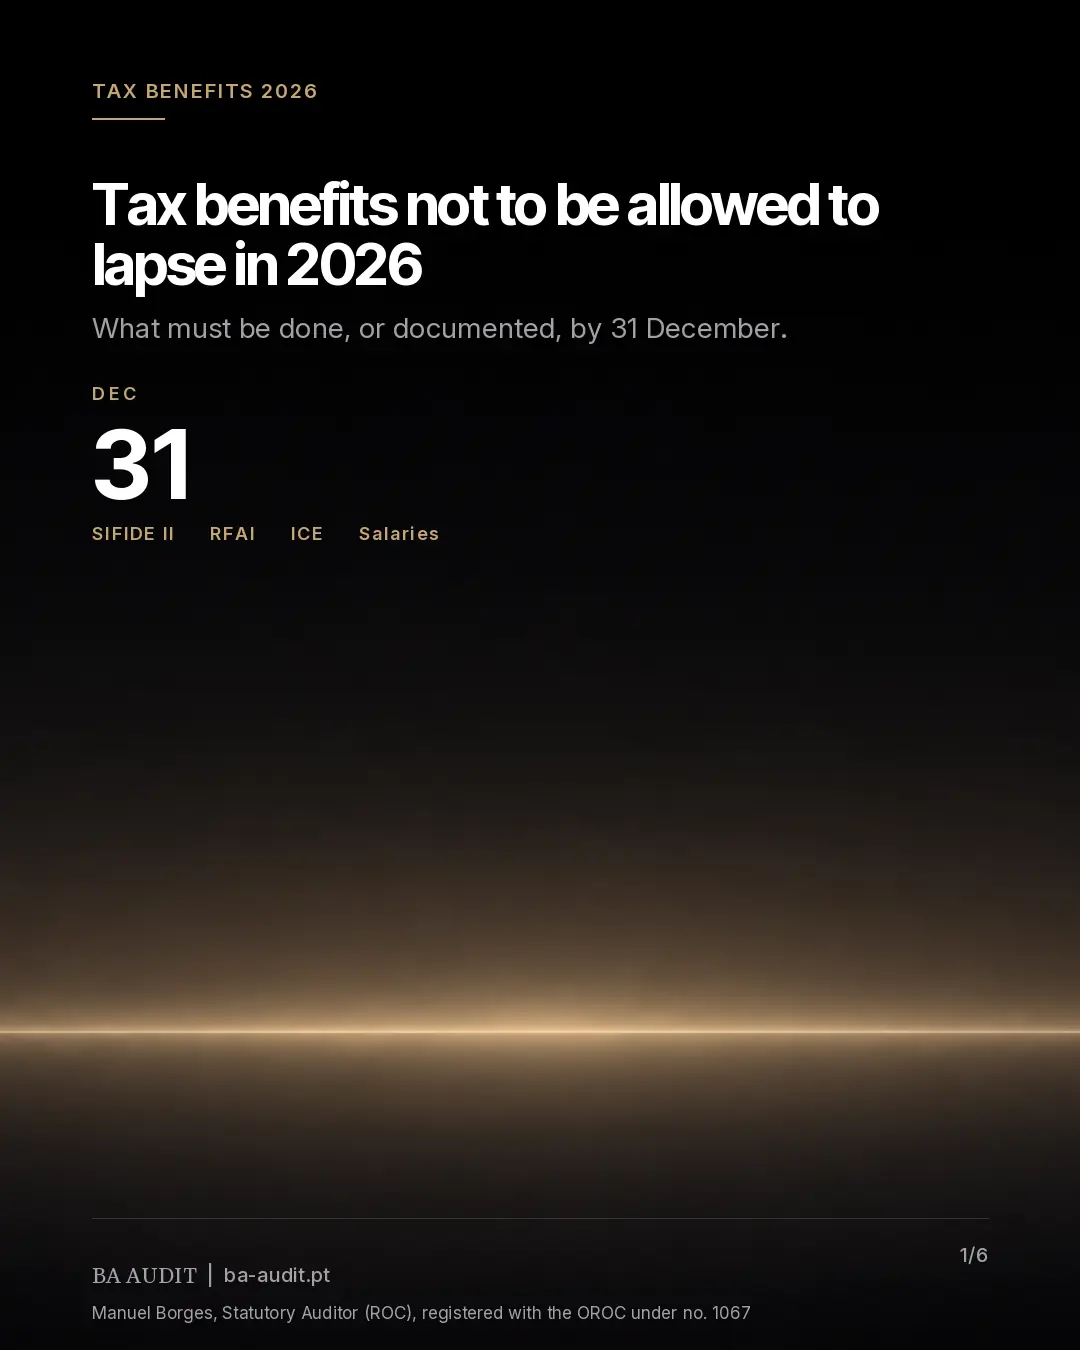 TAX BENEFITS 2026
Tax benefits not to be allowed to
lapse in 2026
What must be done, or documented, by 31 December.
DEC
31
SIFIDE II RFAI ICE Salaries
1/6
BA AUDIT | ba-audit.pt
Manuel Borges, Statutory Auditor (ROC), registered with the OROC under no. 1067